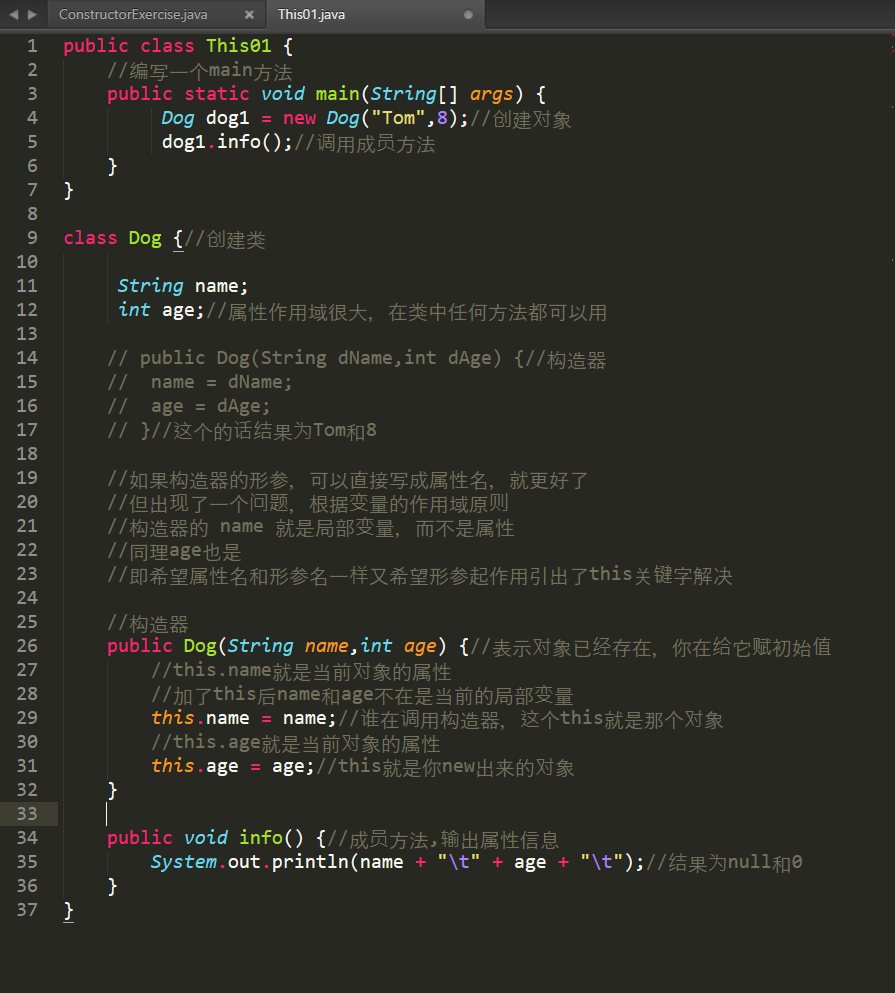 ConstructorExercise.java × This01.java
1 public class This01 {
2 //编写一个main方法
3 public static void main(String[] args) {
4 Dog dog1 = new Dog("Tom",8);//创建对象
5 dog1.info();//调用成员方法
6 }
7 }
8
9 class Dog {//创建类
10
11 String name;
12 int age;//属性作用域很大，在类中任何方法都可以用
13
14 // public Dog(String dName,int dAge) {//构造器
15 // name = dName;
16 // age = dAge;
17 // }//这个的话结果为Tom和8
18
19 //如果构造器的形参，可以直接写成属性名，就更好了
20 //但出现了一个问题，根据变量的作用域原则
21 //构造器的 name 就是局部变量，而不是属性
22 //同理age也是
23 //即希望属性名和形参名一样又希望形参起作用引出了this关键字解决
24
25 //构造器
26 public Dog(String name,int age) {//表示对象已经存在，你在给它赋初始值
27 //this.name就是当前对象的属性
28 //加了this后name和age不在是当前的局部变量
29 this.name = name;//谁在调用构造器，这个this就是那个对象
30 //this.age就是当前对象的属性
31 this.age = age;//this就是你new出来的对象
32 }
33
34 public void info() {//成员方法,输出属性信息
35 System.out.println(name + "\t" + age + "\t");//结果为null和0
36 }
37 }